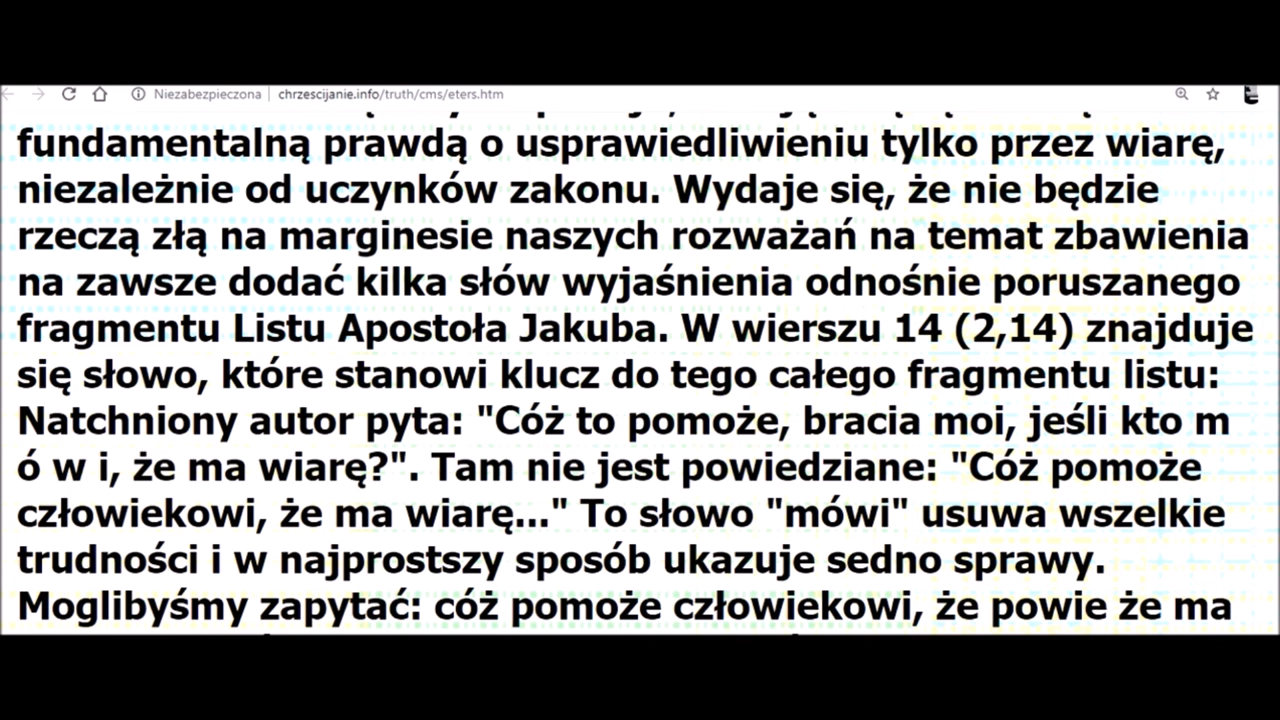 Niezabezpieczona chrzescijanie.info/truth/cms/eters.htm
fundamentalną prawdą o usprawiedliwieniu tylko przez wiarę,
niezależnie od uczynków zakonu. Wydaje się, że nie będzie
rzeczą złą na marginesie naszych rozważań na temat zbawienia
na zawsze dodać kilka słów wyjaśnienia odnośnie poruszanego
fragmentu Listu Apostoła Jakuba. W wierszu 14 (2,14) znajduje
się słowo, które stanowi klucz do tego całego fragmentu listu:
Natchniony autor pyta: "Cóż to pomoże, bracia moi, jeśli kto m
ó w i, że ma wiarę?". Tam nie jest powiedziane: "Cóż pomoże
człowiekowi, że ma wiarę..." To słowo "mówi" usuwa wszelkie
trudności i w najprostszy sposób ukazuje sedno sprawy.
Moglibyśmy zapytać: cóż pomoże człowiekowi, że powie że ma